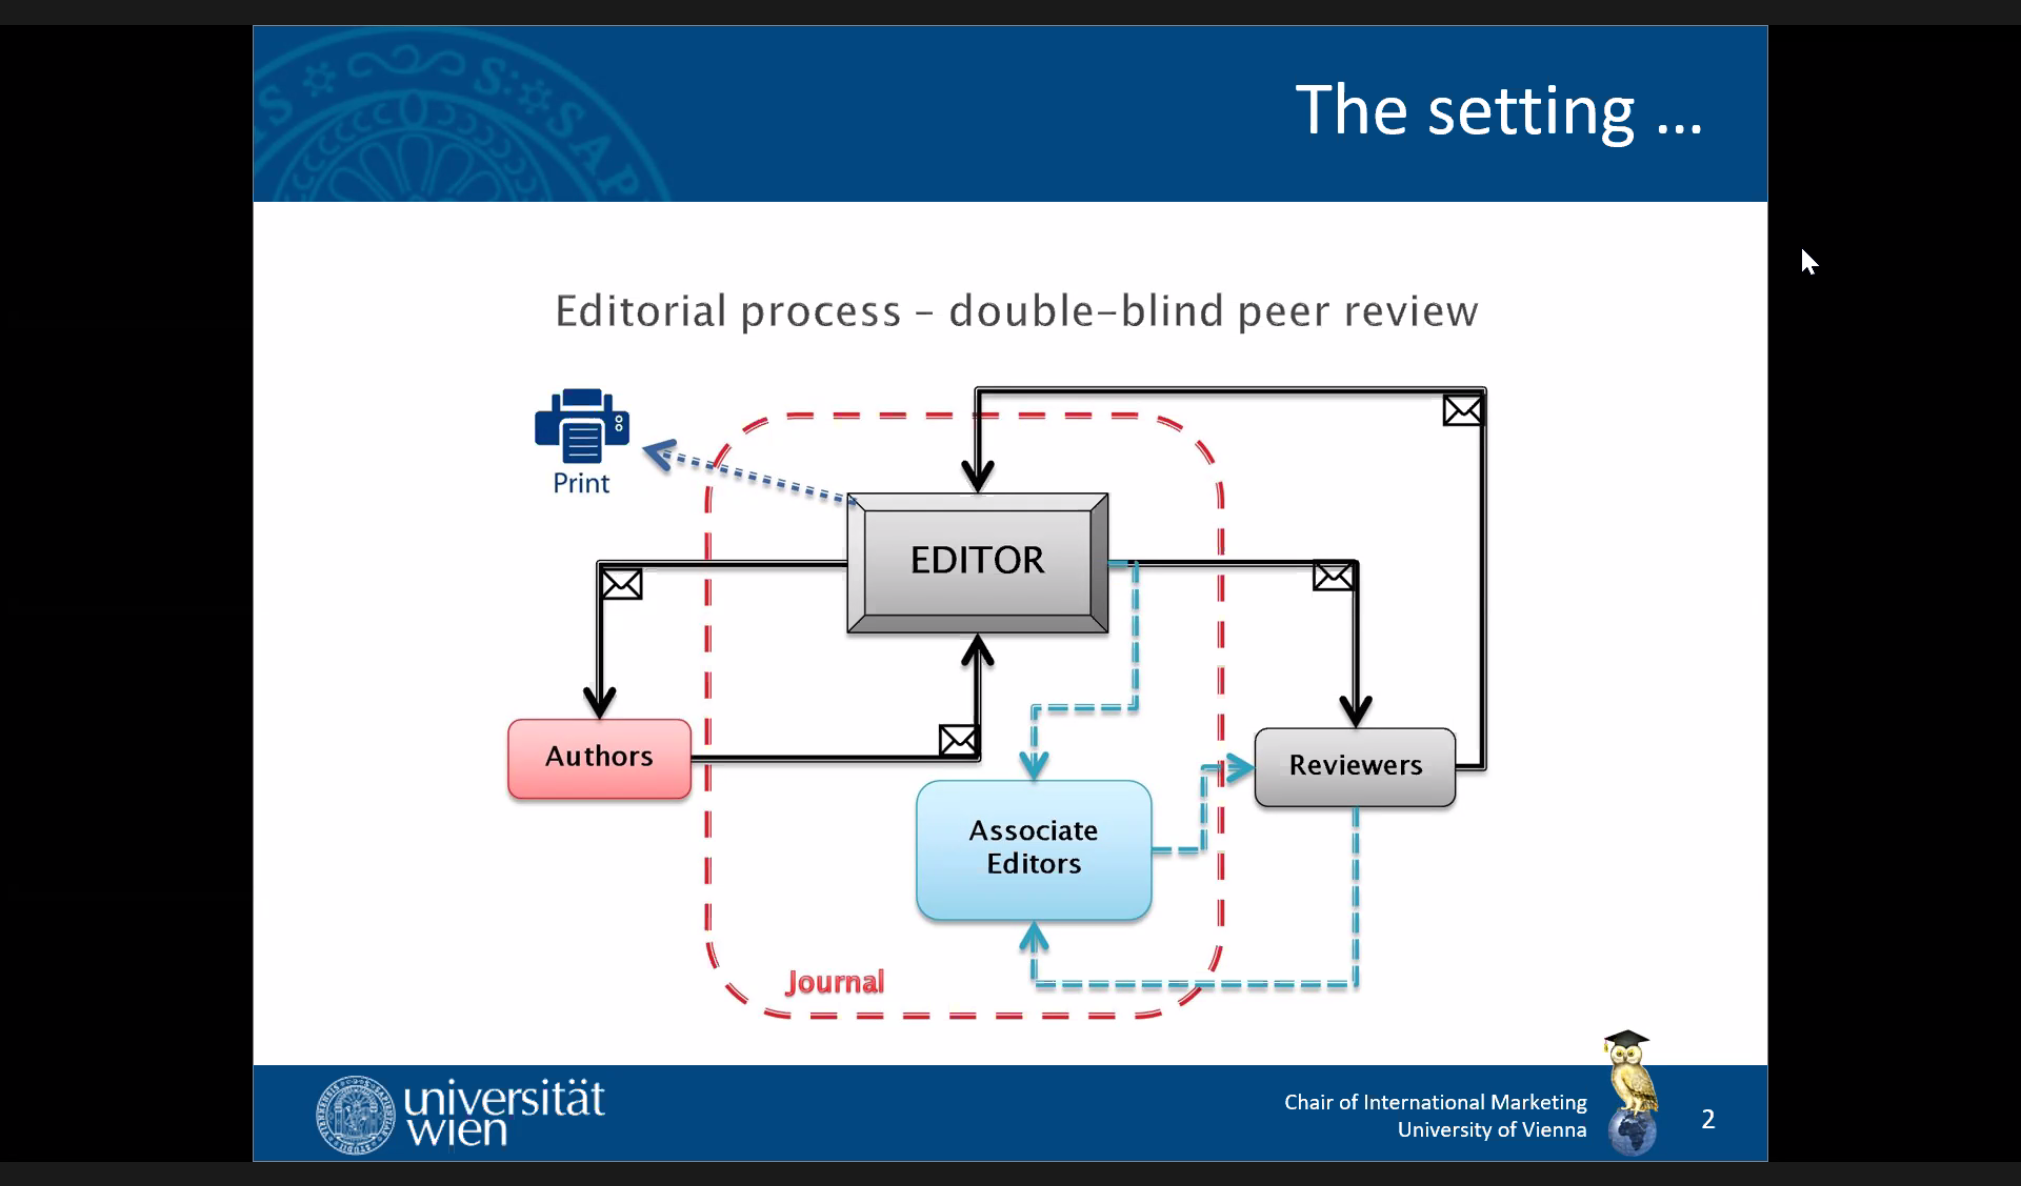 The setting ...
Editorial process – double-blind peer review
Print
EDITOR
Authors
Reviewers
Associate
Editors
Journal
universität
wien
Chair of International Marketing
University of Vienna
2